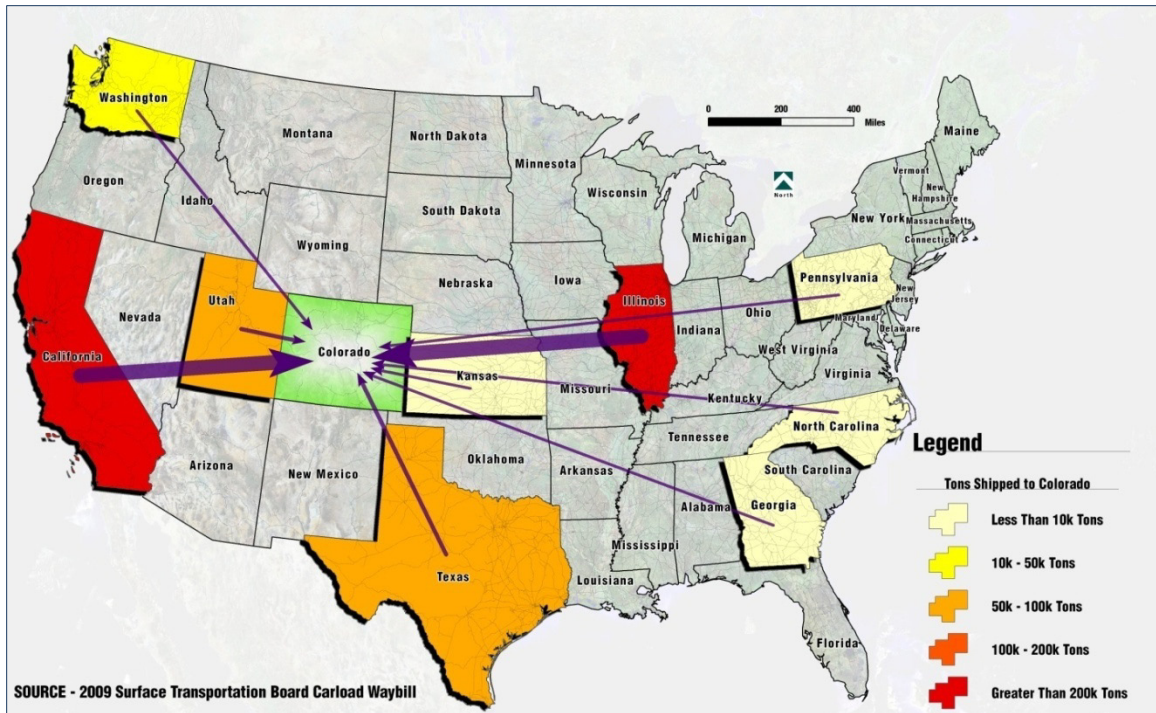 Washington
Montana
North Dakota
Minnesota
Maine
Oregon
Idaho
South Dakota
Wisconsin
Michigan
Vermont
New
Hampshire
New York
Massachusetts
Connecticut
Wyoming
Nebraska
Iowa
Pennsylvania
New
Jersey
Nevada
Utah
Illinois
Indiana
Ohio
Maryland
Delaware
California
Colorado
Kansas
Missouri
West Virginia
Virginia
Kentucky
North Carolina
Tennessee
Arizona
New Mexico
Oklahoma
Arkansas
South Carolina
Alabama
Georgia
Mississippi
Texas
Louisiana
Florida
0 200 400
Miles
North
Legend
Tons Shipped to Colorado
Less Than 10k Tons
10k - 50k Tons
50k - 100k Tons
100k - 200k Tons
Greater Than 200k Tons
SOURCE - 2009 Surface Transportation Board Carload Waybill